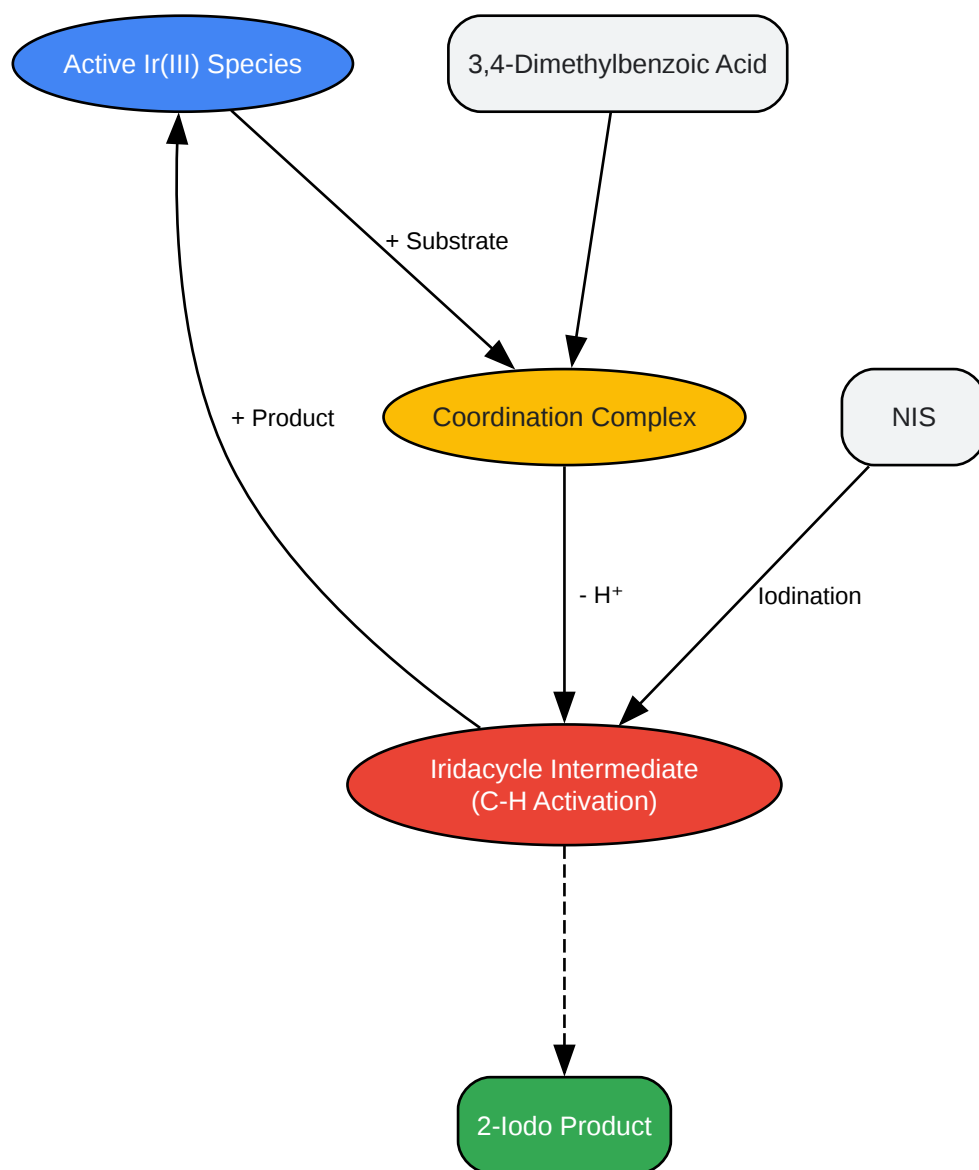 Active Ir(III) Species
3,4-Dimethylbenzoic Acid
+ Substrate
Coordination Complex
NIS
+ Product
- H⁺
Iodination
Iridacycle Intermediate
(C-H Activation)
2-Iodo Product